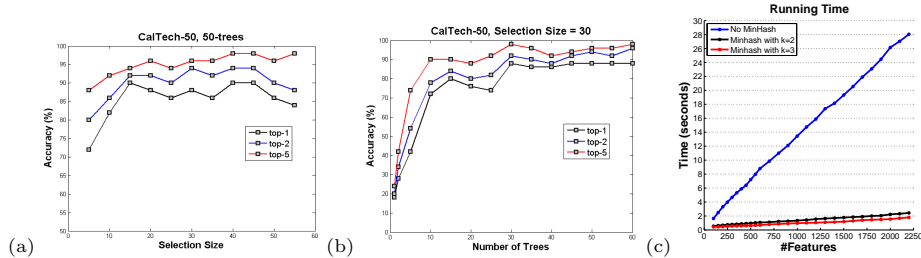 CalTech-50, 50-trees
100
95
90
85
80
75
70
65
60
55
50
Accuracy (%)
top-1
top-2
top-5
0 10 20 30 40 50 60
Selection Size
(a)
CalTech-50, Selection Size = 30
100
90
80
70
60
50
40
30
20
10
0
Accuracy (%)
top-1
top-2
top-5
0 10 20 30 40 50 60
Number of Trees
(b)
Running Time
28
26
24
22
20
18
16
14
12
10
8
6
4
2
0
Time (seconds)
No MinHash
Minhash with k=2
Minhash with k=3
0 250 500 750 1000 1250 1500 1750 2000 2250
#Features
(c)